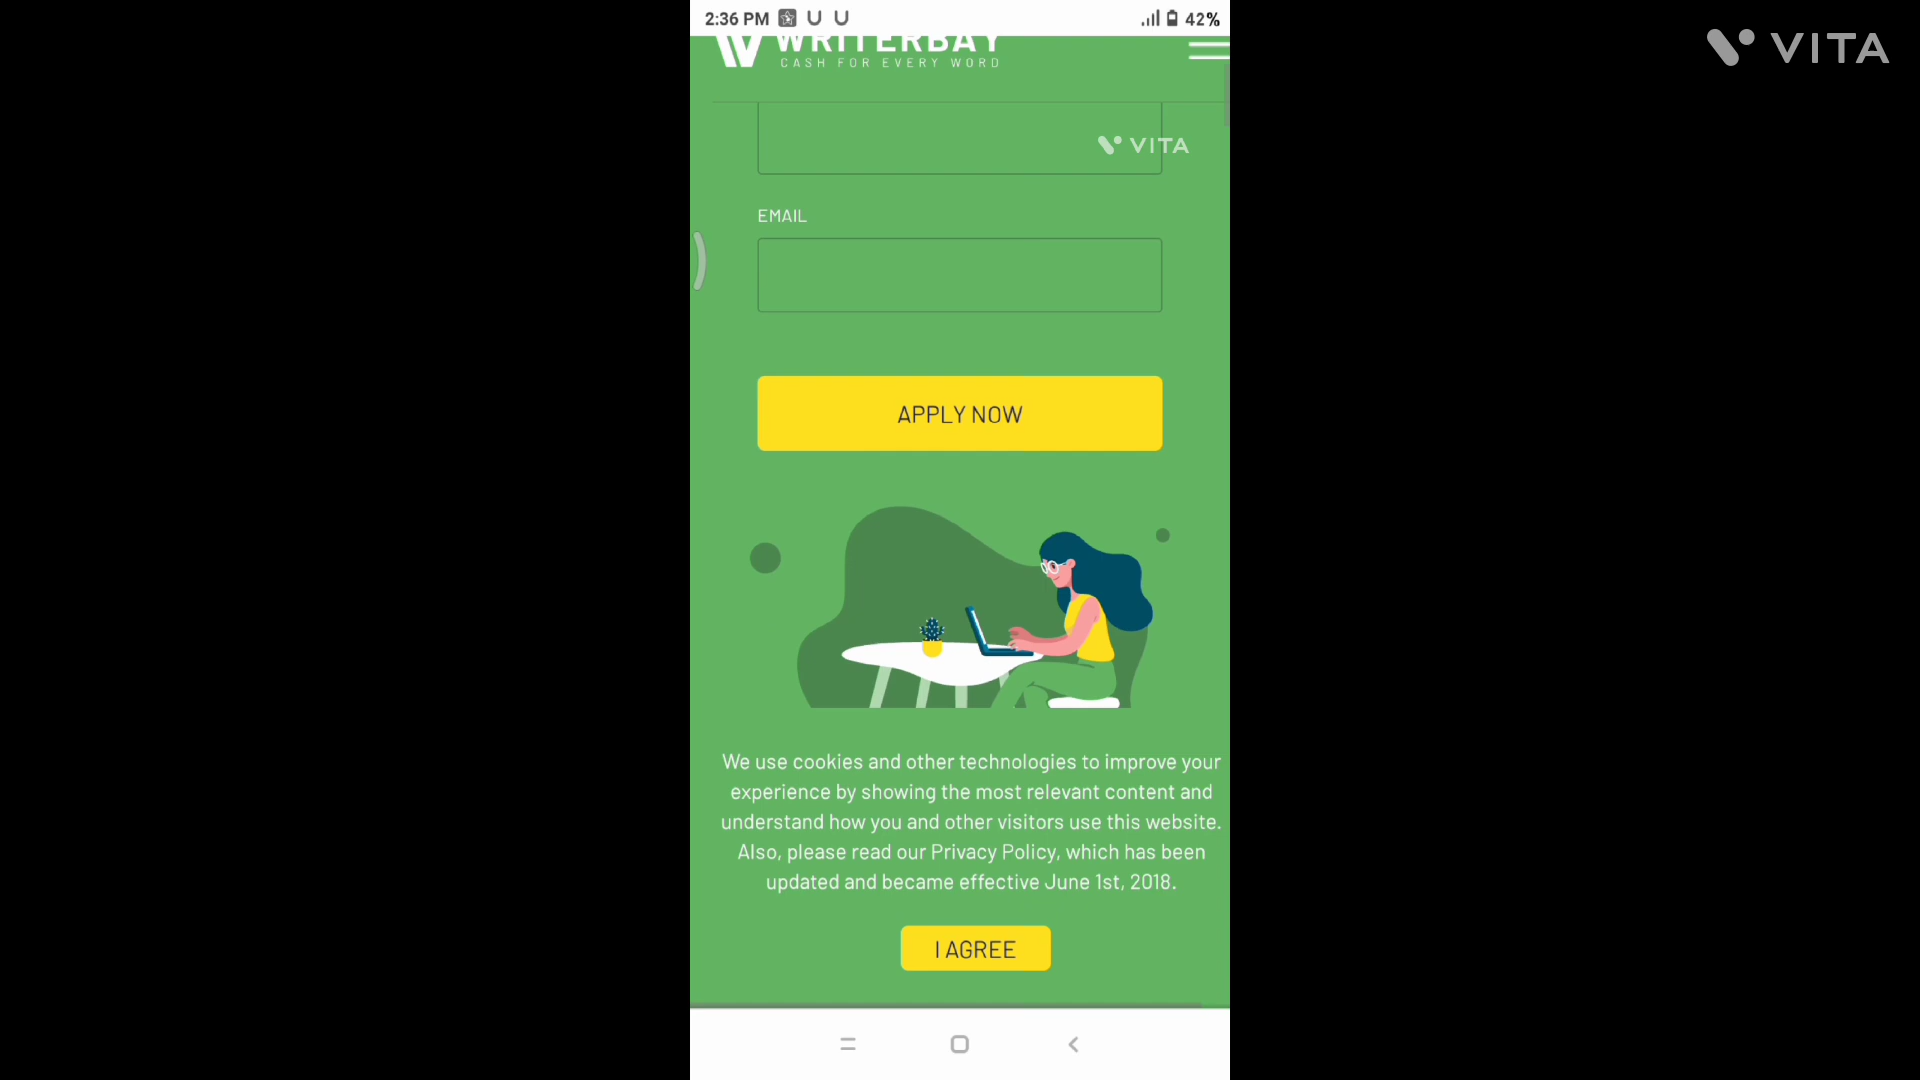 2:36 PM
42%
VITA
WRITERBAY
CASH FOR EVERY WORD
VITA
EMAIL
APPLY NOW
We use cookies and other technologies to improve your
experience by showing the most relevant content and
understand how you and other visitors use this website.
Also, please read our Privacy Policy, which has been
updated and became effective June 1st, 2018.
I AGREE